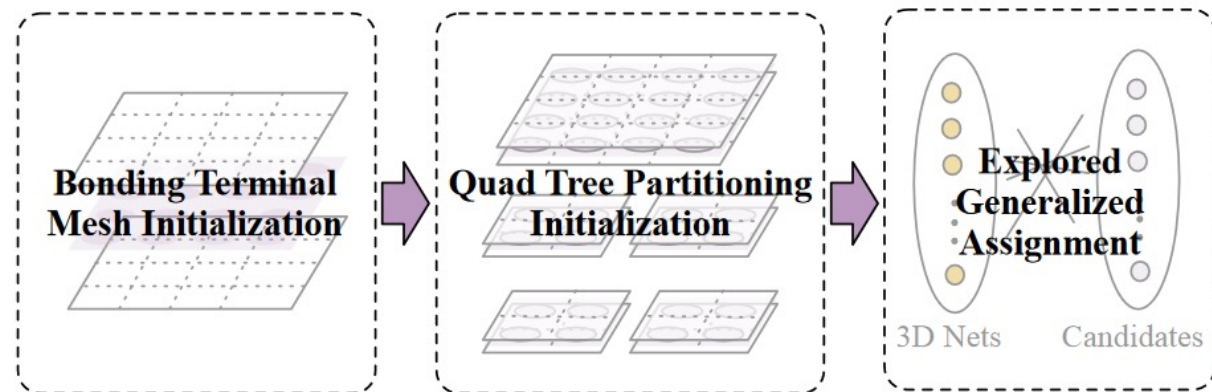 Bonding Terminal
Mesh Initialization
Quad Tree Partitioning
Initialization
Explored
Generalized
Assignment
3D Nets
Candidates